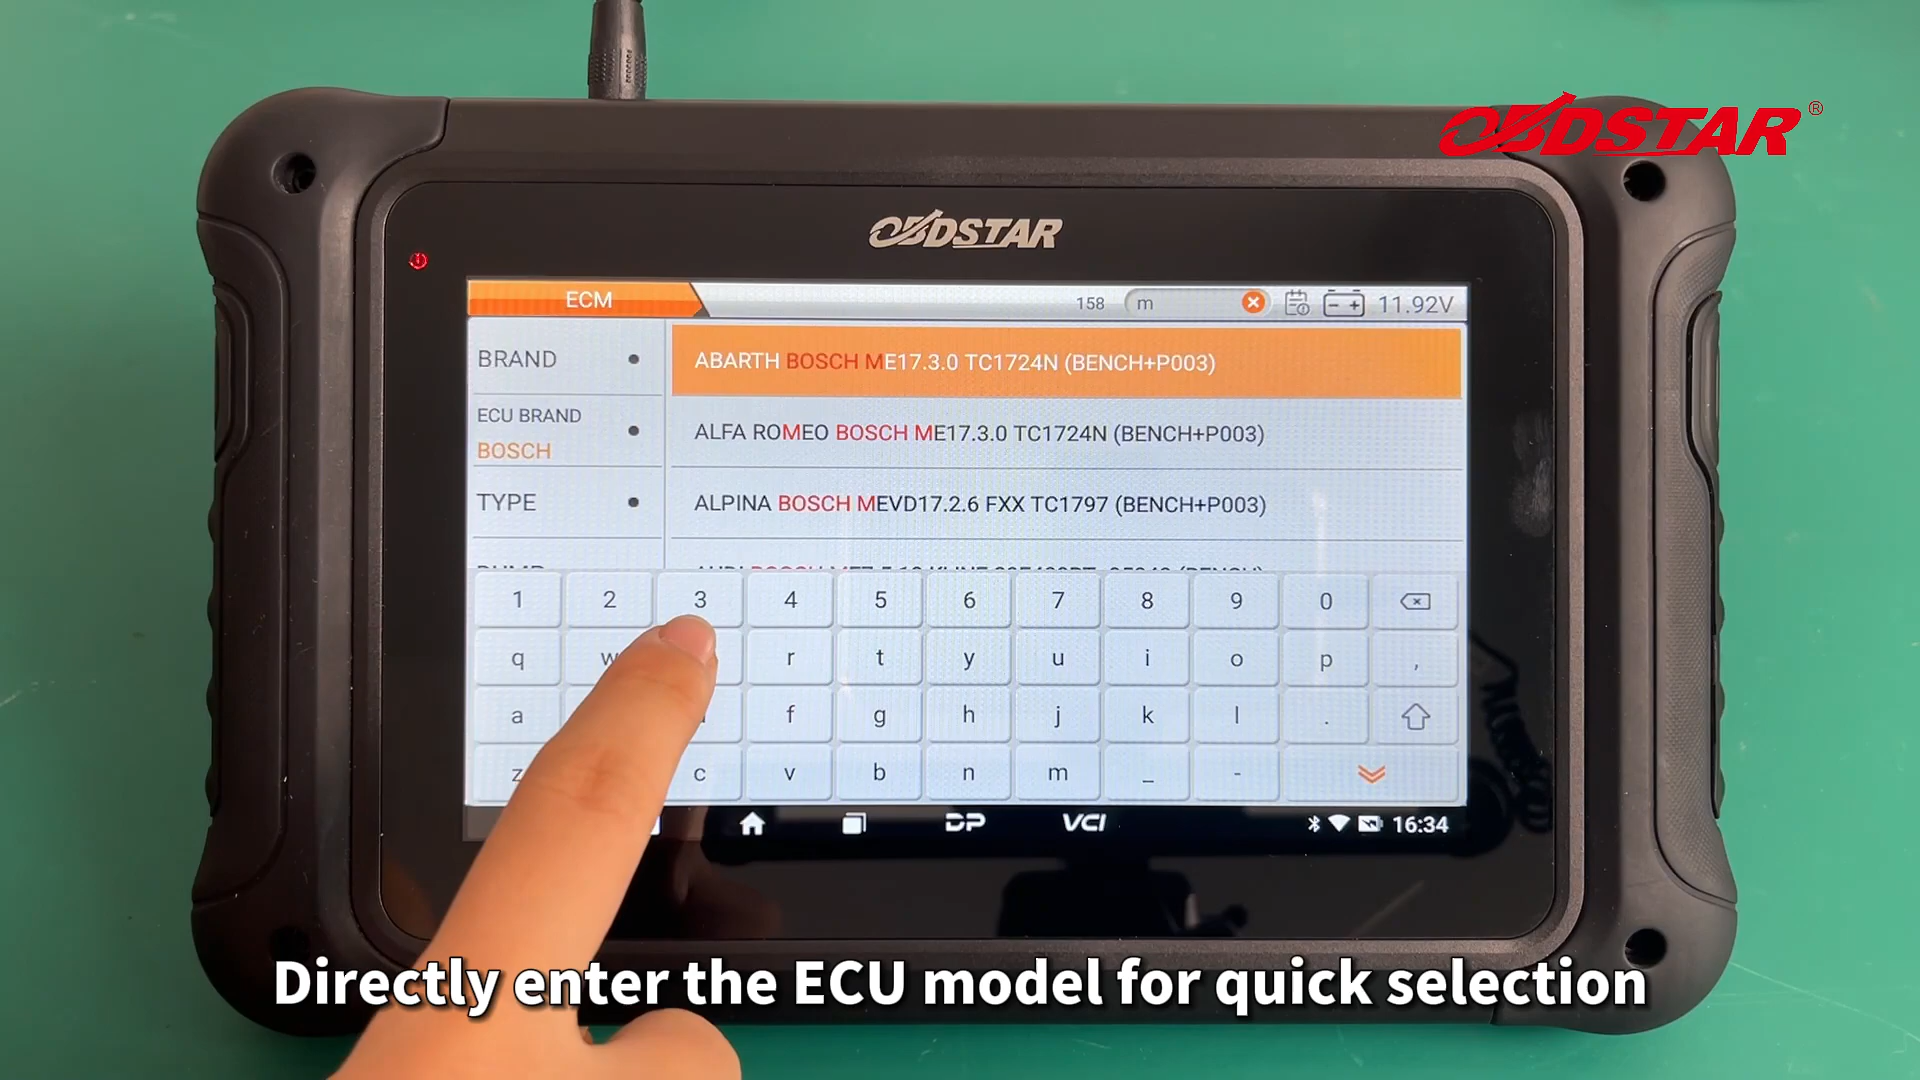 OBDSTAR®
OBDSTAR
ECM
158
m
11.92V
BRAND
ABARTH BOSCH ME17.3.0 TC1724N (BENCH+P003)
ECU BRAND
BOSCH
ALFA ROMEO BOSCH ME17.3.0 TC1724N (BENCH+P003)
TYPE
ALPINA BOSCH MEVD17.2.6 FXX TC1797 (BENCH+P003)
1 2 3 4 5 6 7 8 9 0
q w r t y u i o p ,
a f g h j k l .
z c v b n m _ -
DP VCI 16:34
Directly enter the ECU model for quick selection